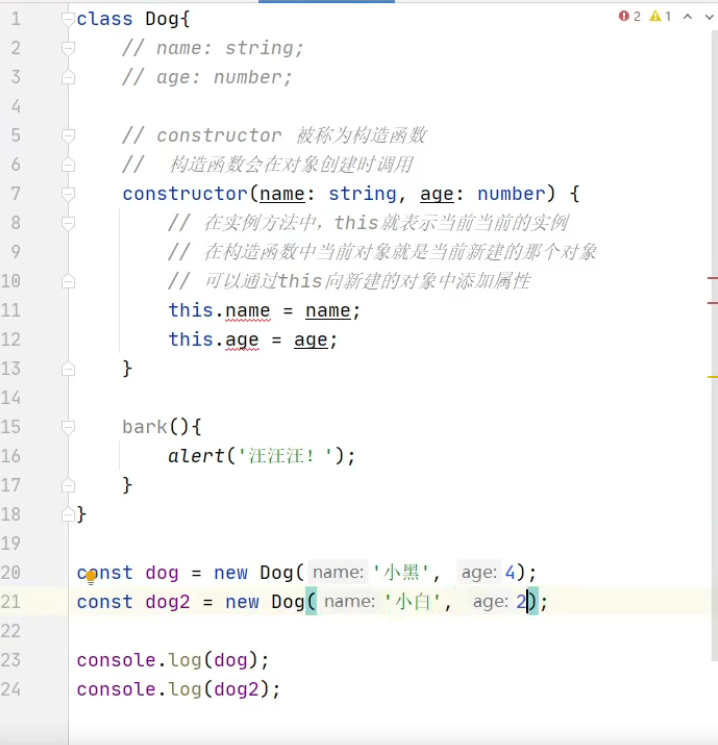 2 1
1 class Dog{
2 // name: string;
3 // age: number;
4
5 // constructor 被称为构造函数
6 // 构造函数会在对象创建时调用
7 constructor(name: string, age: number) {
8 // 在实例方法中，this就表示当前当前的实例
9 // 在构造函数中当前对象就是当前新建的那个对象
10 // 可以通过this向新建的对象中添加属性
11 this.name = name;
12 this.age = age;
13 }
14
15 bark(){
16 alert('汪汪汪！');
17 }
18 }
19
20 const dog = new Dog( name: '小黑', age: 4);
21 const dog2 = new Dog( name: '小白', age: 2);
22
23 console.log(dog);
24 console.log(dog2);